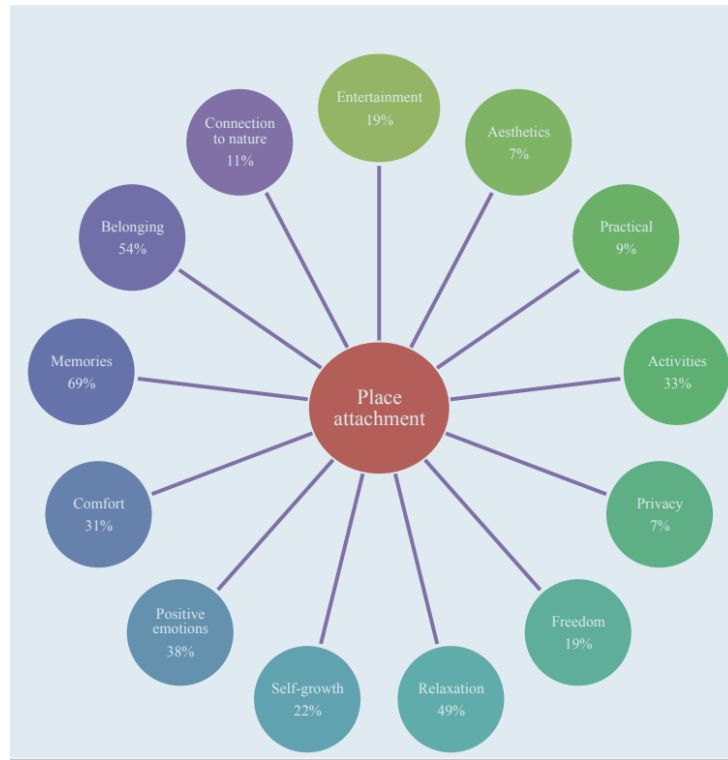 Entertainment
19%
Aesthetics
7%
Practical
9%
Activities
33%
Privacy
7%
Freedom
19%
Relaxation
49%
Self-growth
22%
Positive
emotions
38%
Comfort
31%
Memories
69%
Belonging
54%
Connection
to nature
11%
Place
attachment